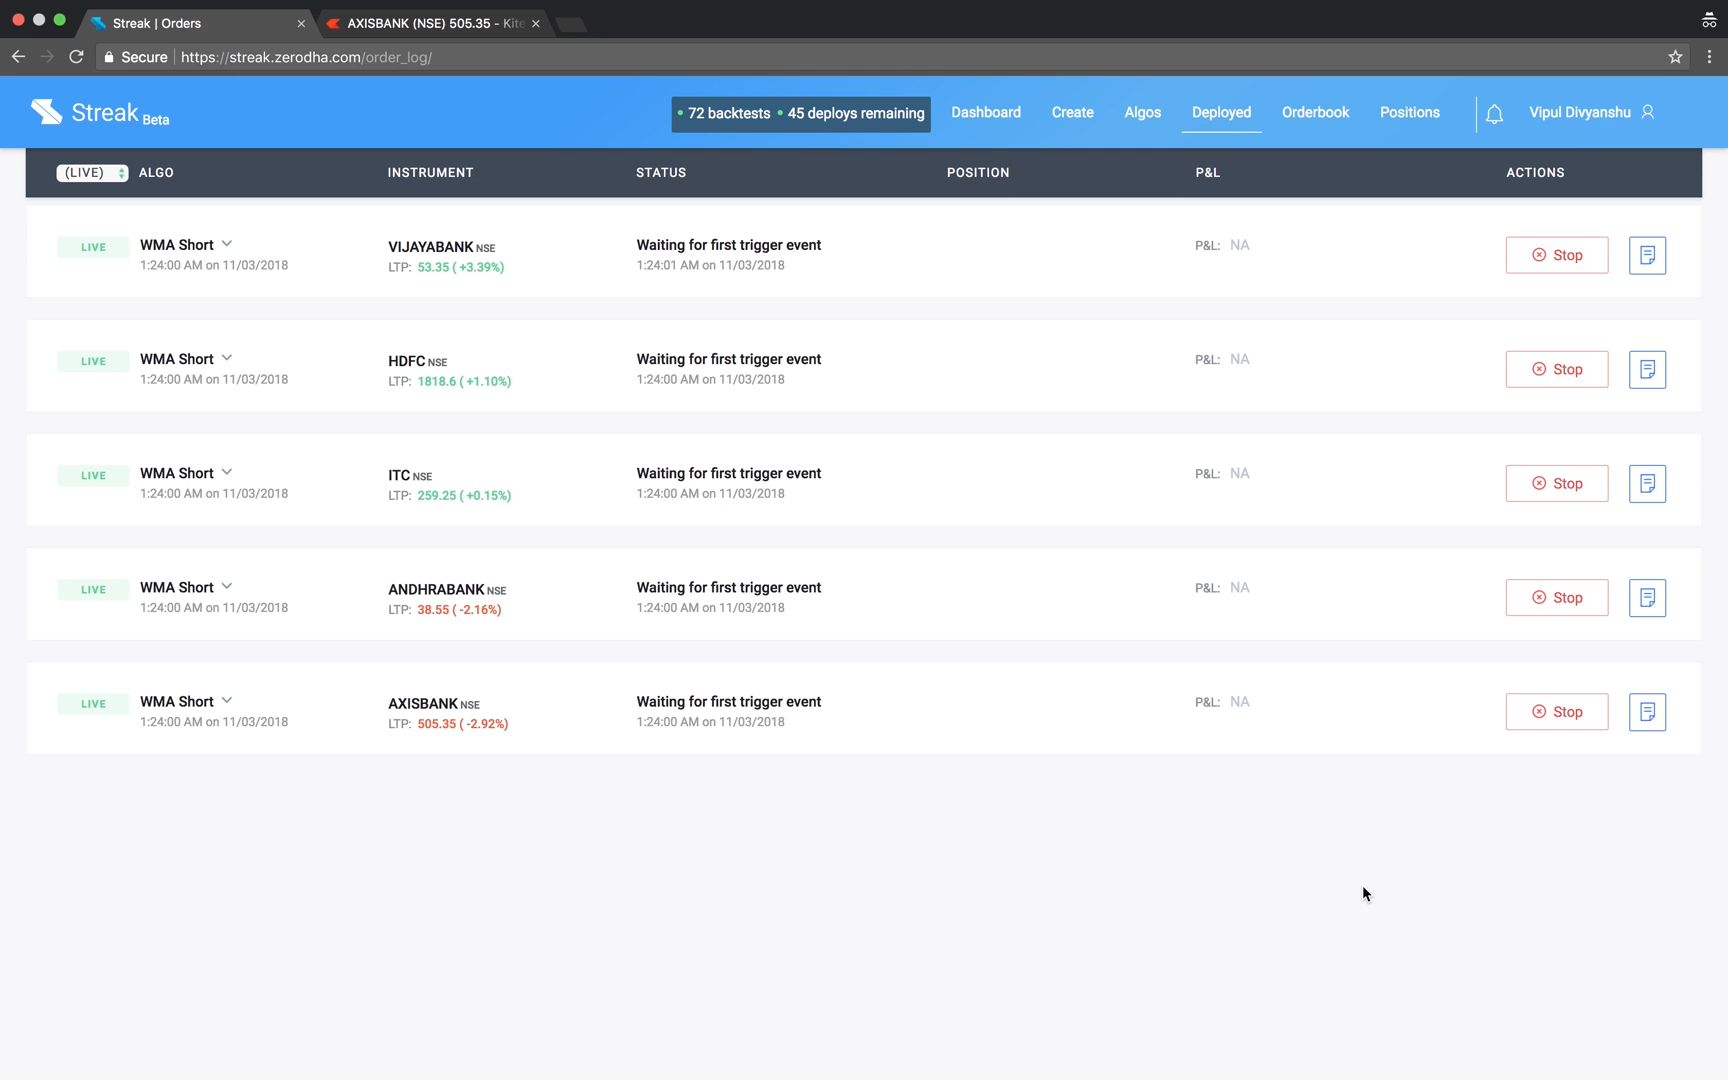 Streak | Orders
AXISBANK (NSE) 505.35 - Kite
Secure https://streak.zerodha.com/order_log/
Streak Beta
72 backtests 45 deploys remaining
Dashboard Create Algos Deployed Orderbook Positions Vipul Divyanshu
(LIVE) ALGO INSTRUMENT STATUS POSITION P&L ACTIONS
LIVE WMA Short VIJAYABANK NSE Waiting for first trigger event P&L: NA Stop
1:24:00 AM on 11/03/2018 LTP: 53.35 ( +3.39%) 1:24:01 AM on 11/03/2018
LIVE WMA Short HDFC NSE Waiting for first trigger event P&L: NA Stop
1:24:00 AM on 11/03/2018 LTP: 1818.6 ( +1.10%) 1:24:00 AM on 11/03/2018
LIVE WMA Short ITC NSE Waiting for first trigger event P&L: NA Stop
1:24:00 AM on 11/03/2018 LTP: 259.25 ( +0.15%) 1:24:00 AM on 11/03/2018
LIVE WMA Short ANDHRABANK NSE Waiting for first trigger event P&L: NA Stop
1:24:00 AM on 11/03/2018 LTP: 38.55 ( -2.16%) 1:24:00 AM on 11/03/2018
LIVE WMA Short AXISBANK NSE Waiting for first trigger event P&L: NA Stop
1:24:00 AM on 11/03/2018 LTP: 505.35 ( -2.92%) 1:24:00 AM on 11/03/2018